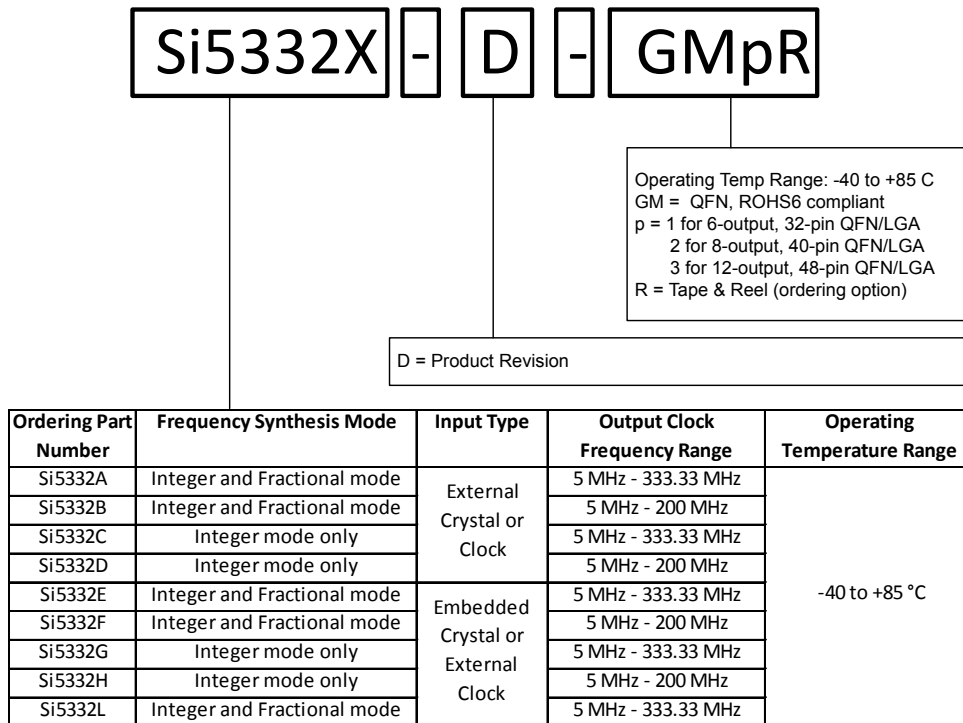 Si5332X - D - GMpR
Operating Temp Range: -40 to +85 C
GM = QFN, ROHS6 compliant
p = 1 for 6-output, 32-pin QFN/LGA
2 for 8-output, 40-pin QFN/LGA
3 for 12-output, 48-pin QFN/LGA
R = Tape & Reel (ordering option)
D = Product Revision
Ordering Part Number Frequency Synthesis Mode Input Type Output Clock Frequency Range Operating Temperature Range
Si5332A Integer and Fractional mode External Crystal or Clock 5 MHz - 333.33 MHz -40 to +85 °C
Si5332B Integer and Fractional mode 5 MHz - 200 MHz
Si5332C Integer mode only 5 MHz - 333.33 MHz
Si5332D Integer mode only 5 MHz - 200 MHz
Si5332E Integer and Fractional mode Embedded Crystal or External Clock 5 MHz - 333.33 MHz
Si5332F Integer and Fractional mode 5 MHz - 200 MHz
Si5332G Integer mode only 5 MHz - 333.33 MHz
Si5332H Integer mode only 5 MHz - 200 MHz
Si5332L Integer and Fractional mode 5 MHz - 333.33 MHz